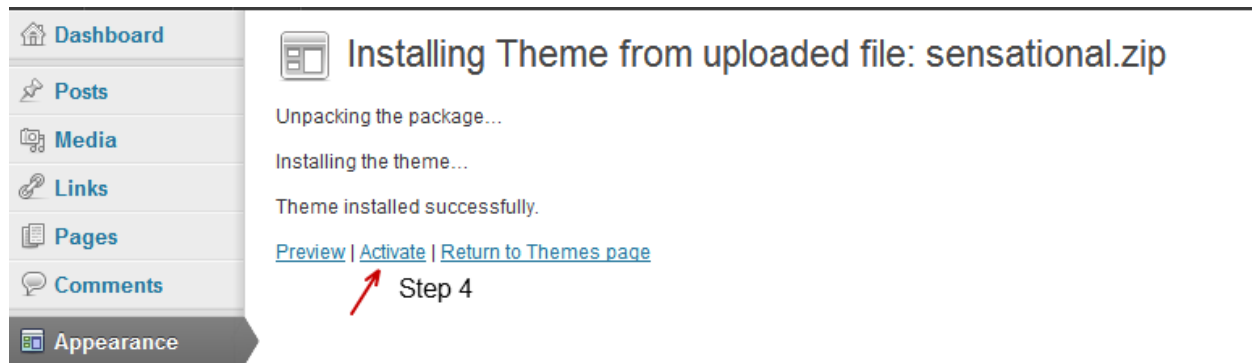 Dashboard
Posts
Media
Links
Pages
Comments
Appearance
Installing Theme from uploaded file: sensational.zip
Unpacking the package…
Installing the theme…
Theme installed successfully.
Preview | Activate | Return to Themes page
Step 4